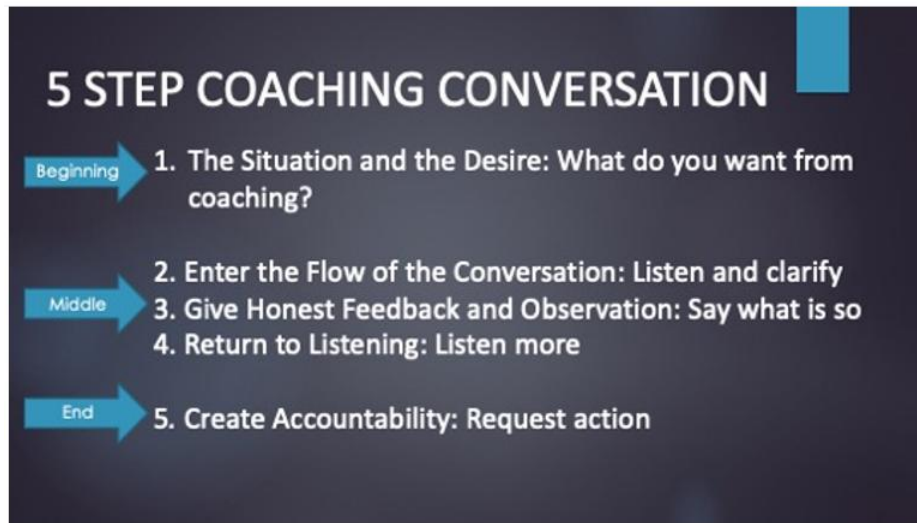 5 STEP COACHING CONVERSATION
Beginning
1. The Situation and the Desire: What do you want from
coaching?
2. Enter the Flow of the Conversation: Listen and clarify
Middle
3. Give Honest Feedback and Observation: Say what is so
4. Return to Listening: Listen more
End
5. Create Accountability: Request action